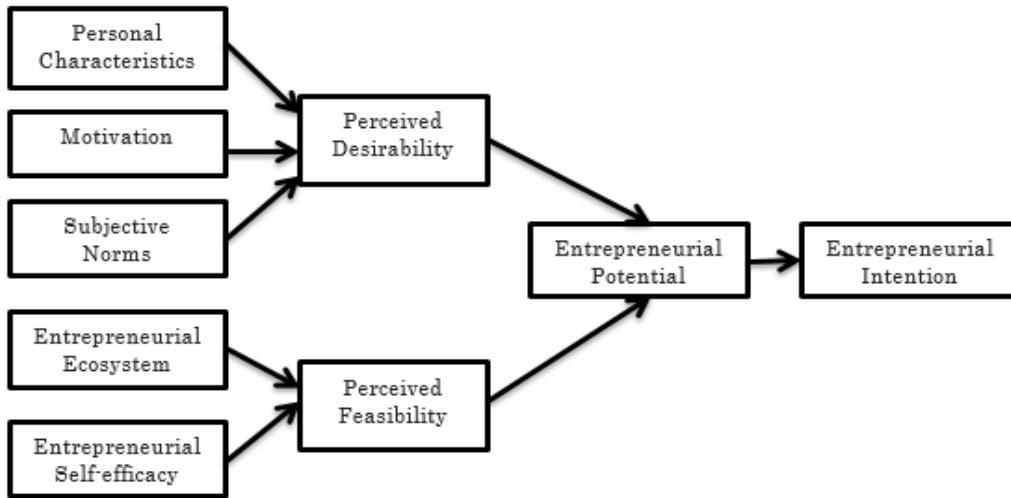 Personal
Characteristics
Motivation
Subjective
Norms
Entrepreneurial
Ecosystem
Entrepreneurial
Self-efficacy
Perceived
Desirability
Perceived
Feasibility
Entrepreneurial
Potential
Entrepreneurial
Intention